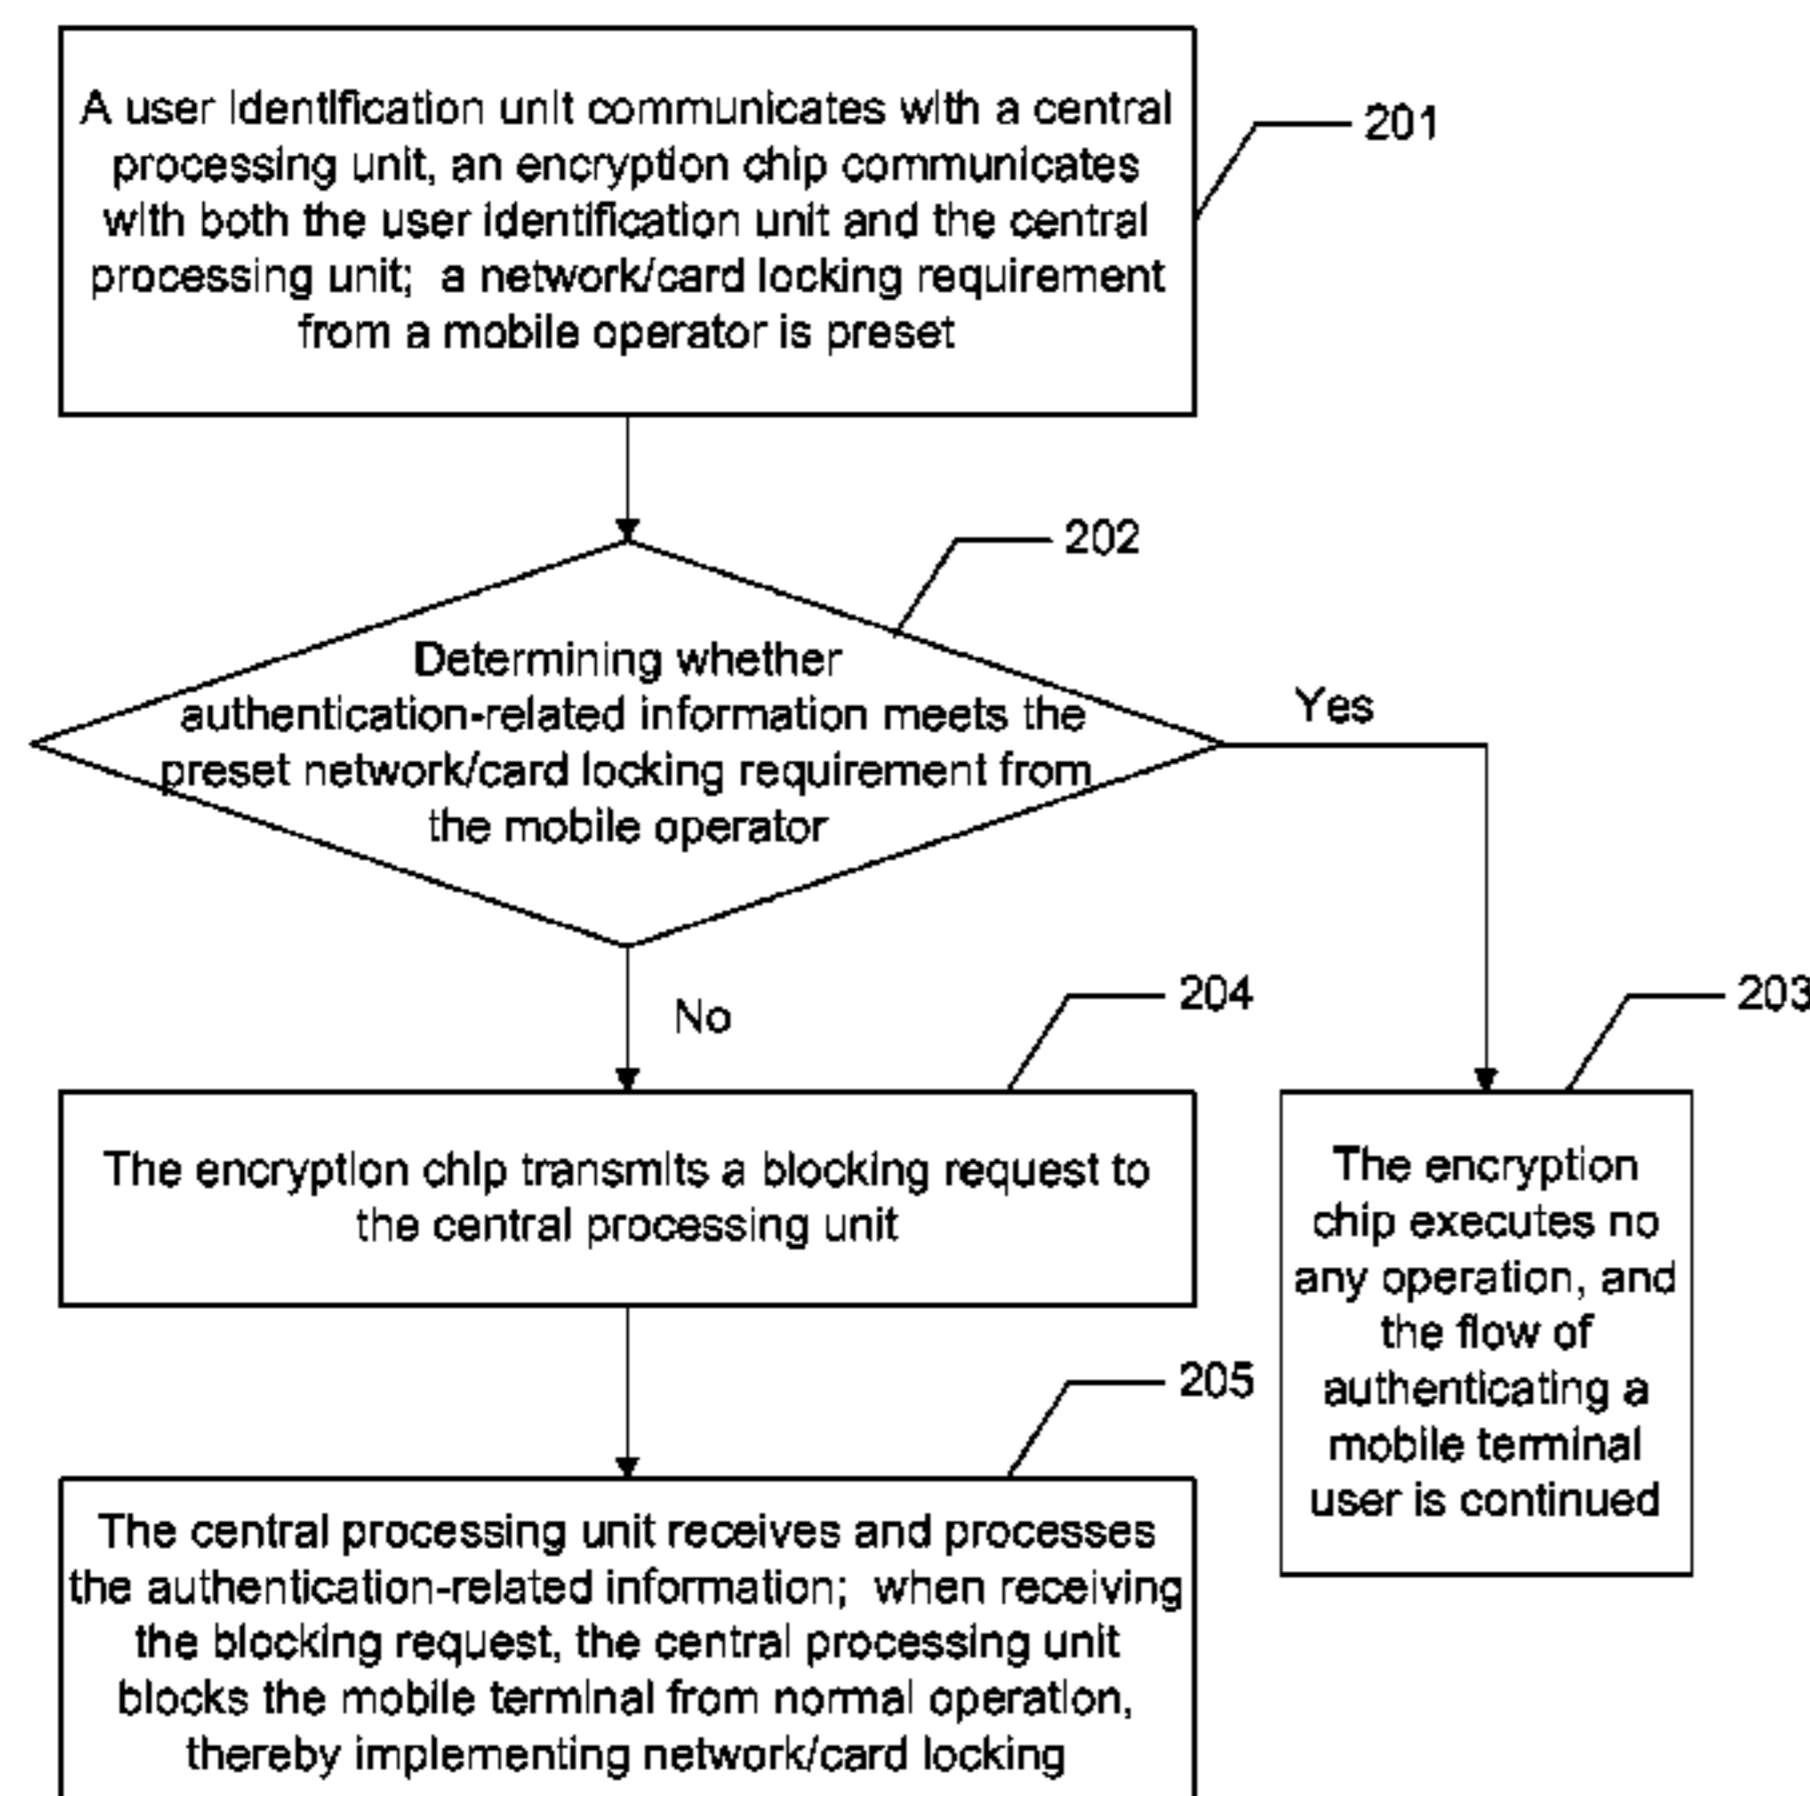 A user identification unit communicates with a central
processing unit, an encryption chip communicates
with both the user identification unit and the central
processing unit; a network/card locking requirement
from a mobile operator is preset
201
202
Determining whether
authentication-related information meets the
preset network/card locking requirement from
the mobile operator
Yes
No
204
The encryption chip transmits a blocking request to
the central processing unit
203
The encryption
chip executes no
any operation, and
the flow of
authenticating a
mobile terminal
user is continued
205
The central processing unit receives and processes
the authentication-related information; when receiving
the blocking request, the central processing unit
blocks the mobile terminal from normal operation,
thereby implementing network/card locking